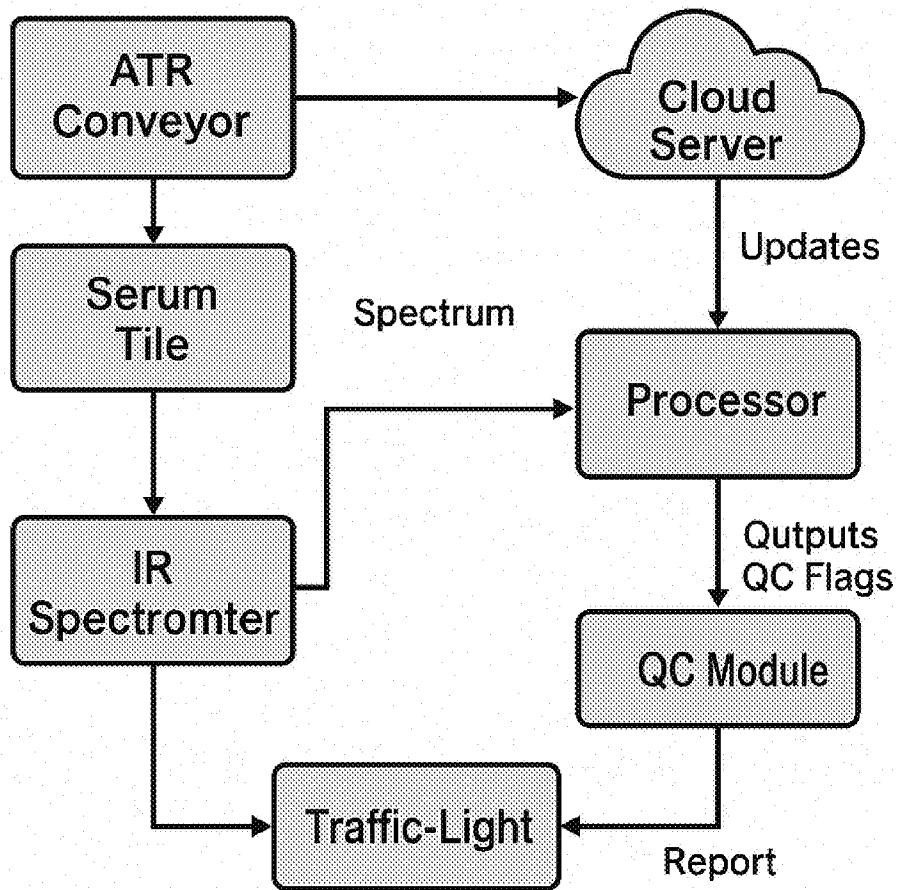 ATR
Conveyor
Cloud
Server
Updates
Serum
Tile
Spectrum
Processor
Qutputs
QC Flags
IR
Spectromter
QC Module
Traffic-Light
Report